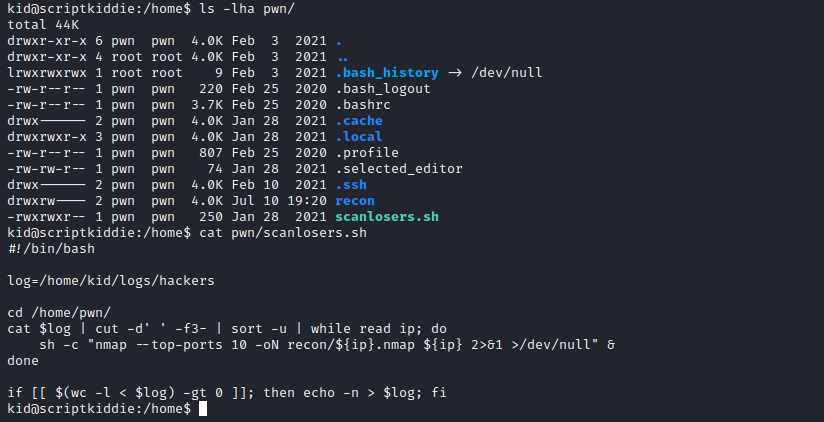 kid@scriptkiddie:/home$ ls -lha pwn/
total 44K
drwxr-xr-x 6 pwn  pwn  4.0K Feb  3  2021 .
drwxr-xr-x 4 root root 4.0K Feb  3  2021 ..
lrwxrwxrwx 1 root root    9 Feb  3  2021 .bash_history -> /dev/null
-rw-r--r-- 1 pwn  pwn   220 Feb 25  2020 .bash_logout
-rw-r--r-- 1 pwn  pwn  3.7K Feb 25  2020 .bashrc
drwx------ 2 pwn  pwn  4.0K Jan 28  2021 .cache
drwxrwxr-x 3 pwn  pwn  4.0K Jan 28  2021 .local
-rw-r--r-- 1 pwn  pwn   807 Feb 25  2020 .profile
-rw-rw-r-- 1 pwn  pwn    74 Jan 28  2021 .selected_editor
drwx------ 2 pwn  pwn  4.0K Feb 10  2021 .ssh
drwxrw---- 2 pwn  pwn  4.0K Jul 10 19:20 recon
-rwxrwxr-- 1 pwn  pwn   250 Jan 28  2021 scanlosers.sh
kid@scriptkiddie:/home$ cat pwn/scanlosers.sh
#!/bin/bash

log=/home/kid/logs/hackers

cd /home/pwn/
cat $log | cut -d' ' -f3- | sort -u | while read ip; do
    sh -c "nmap --top-ports 10 -oN recon/${ip}.nmap ${ip} 2>&1 >/dev/null" &
done

if [[ $(wc -l < $log) -gt 0 ]]; then echo -n > $log; fi
kid@scriptkiddie:/home$